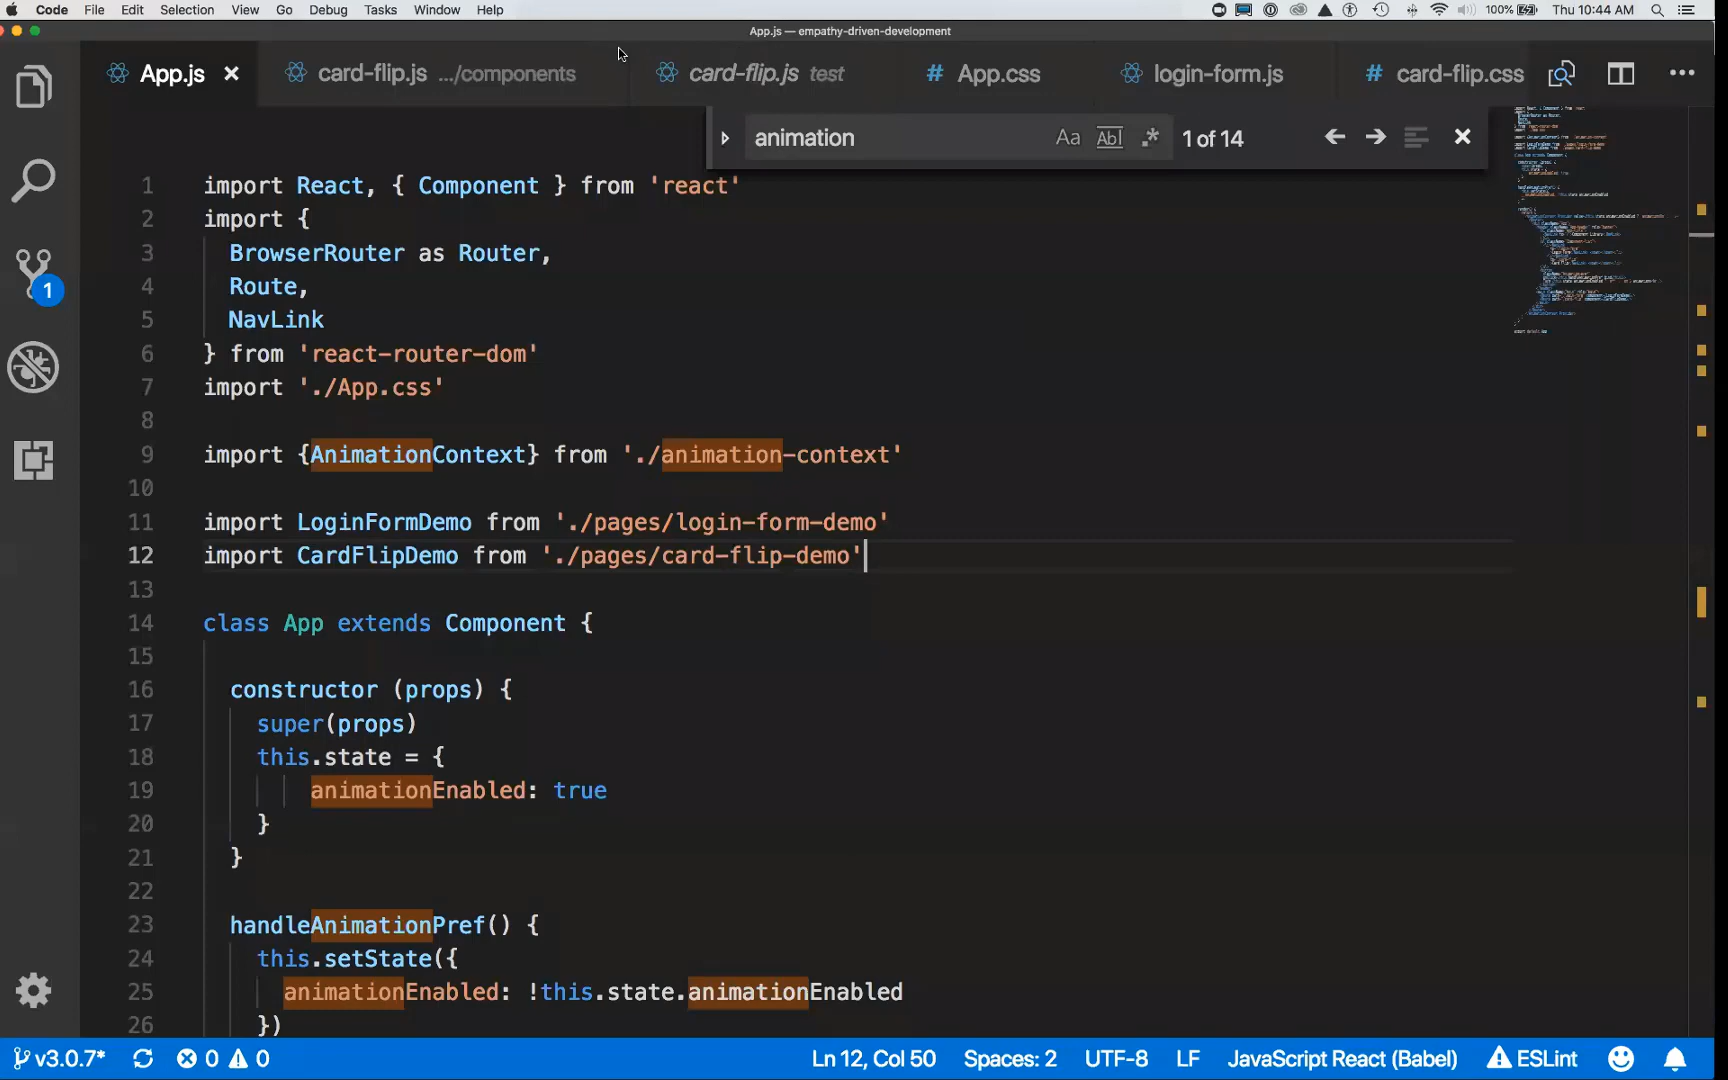 Code File Edit Selection View Go Debug Tasks Window Help 100% Thu 10:44 AM
App.js — empathy-driven-development
App.js card-flip.js .../components card-flip.js test App.css login-form.js card-flip.css
animation Aa Abl .* 1 of 14
1 import React, { Component } from 'react'
2 import {
3 BrowserRouter as Router,
4 Route,
5 NavLink
6 } from 'react-router-dom'
7 import './App.css'
8
9 import {AnimationContext} from './animation-context'
10
11 import LoginFormDemo from './pages/login-form-demo'
12 import CardFlipDemo from './pages/card-flip-demo'
13
14 class App extends Component {
15
16 constructor (props) {
17 super(props)
18 this.state = {
19 animationEnabled: true
20 }
21 }
22
23 handleAnimationPref() {
24 this.setState({
25 animationEnabled: !this.state.animationEnabled
26 })
1
v3.0.7* 0 0 Ln 12, Col 50 Spaces: 2 UTF-8 LF JavaScript React (Babel) ESLint